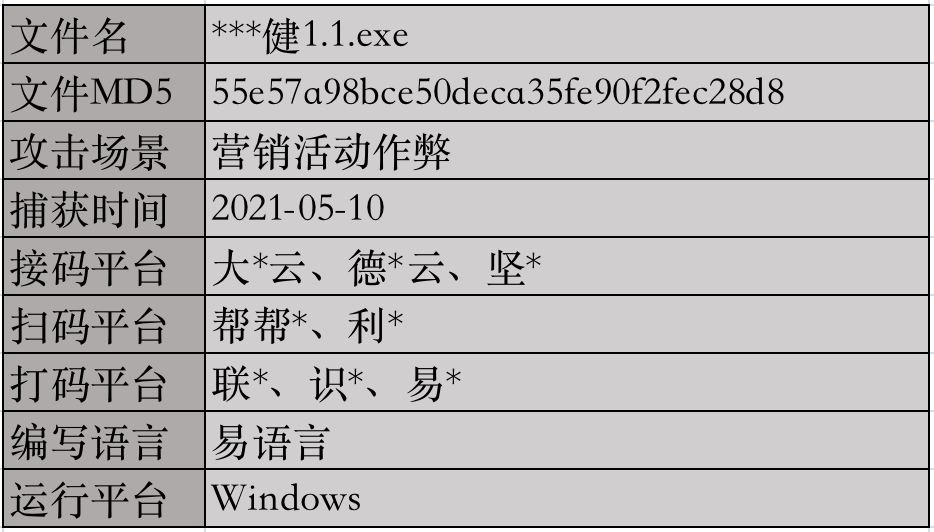 文件名 ***健1.1.exe
文件MD5 55e57a98bce50deca35fe90f2fec28d8
攻击场景 营销活动作弊
捕获时间 2021-05-10
接码平台 大*云、德*云、坚*
扫码平台 帮帮*、利*
打码平台 联*、识*、易*
编写语言 易语言
运行平台 Windows